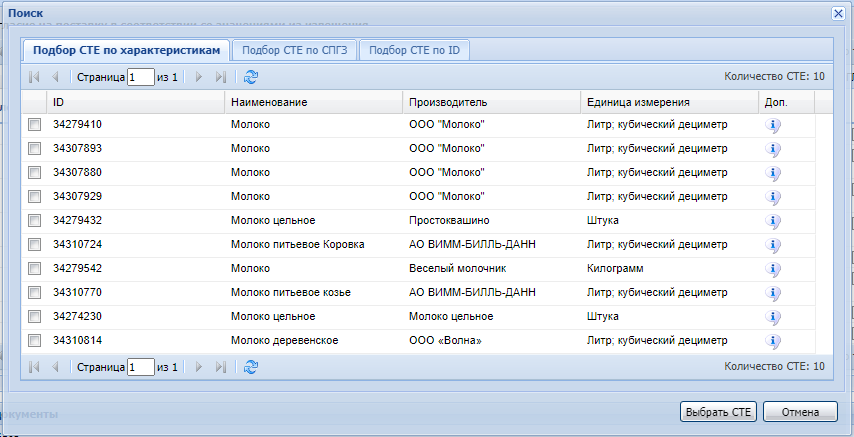 Поиск
Подбор СТЕ по характеристикам Подбор СТЕ по СПГЗ Подбор СТЕ по ID
Страница 1 из 1 Количество СТЕ: 10
ID Наименование Производитель Единица измерения Доп.
34279410 Молоко ООО "Молоко" Литр; кубический дециметр
34307893 Молоко ООО "Молоко" Литр; кубический дециметр
34307880 Молоко ООО "Молоко" Литр; кубический дециметр
34307929 Молоко ООО "Молоко" Литр; кубический дециметр
34279432 Молоко цельное Простоквашино Штука
34310724 Молоко питьевое Коровка АО ВИММ-БИЛЛЬ-ДАНН Литр; кубический дециметр
34279542 Молоко Веселый молочник Килограмм
34310770 Молоко питьевое козье АО ВИММ-БИЛЛЬ-ДАНН Литр; кубический дециметр
34274230 Молоко цельное Молоко цельное Штука
34310814 Молоко деревенское ООО «Волна» Литр; кубический дециметр
Страница 1 из 1 Количество СТЕ: 10
Выбрать СТЕ Отмена